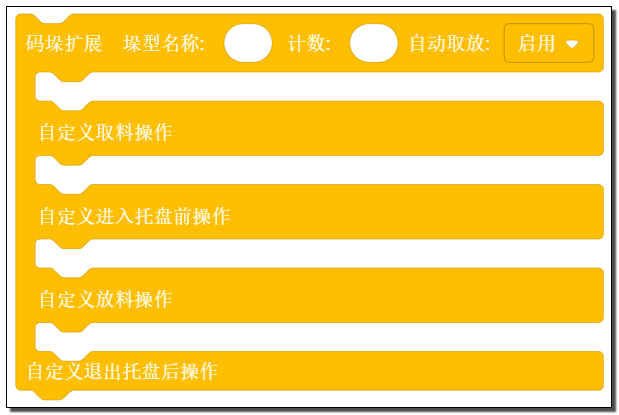 码垛扩展 垛型名称: 计数: 自动取放: 启用
自定义取料操作
自定义进入托盘前操作
自定义放料操作
自定义退出托盘后操作